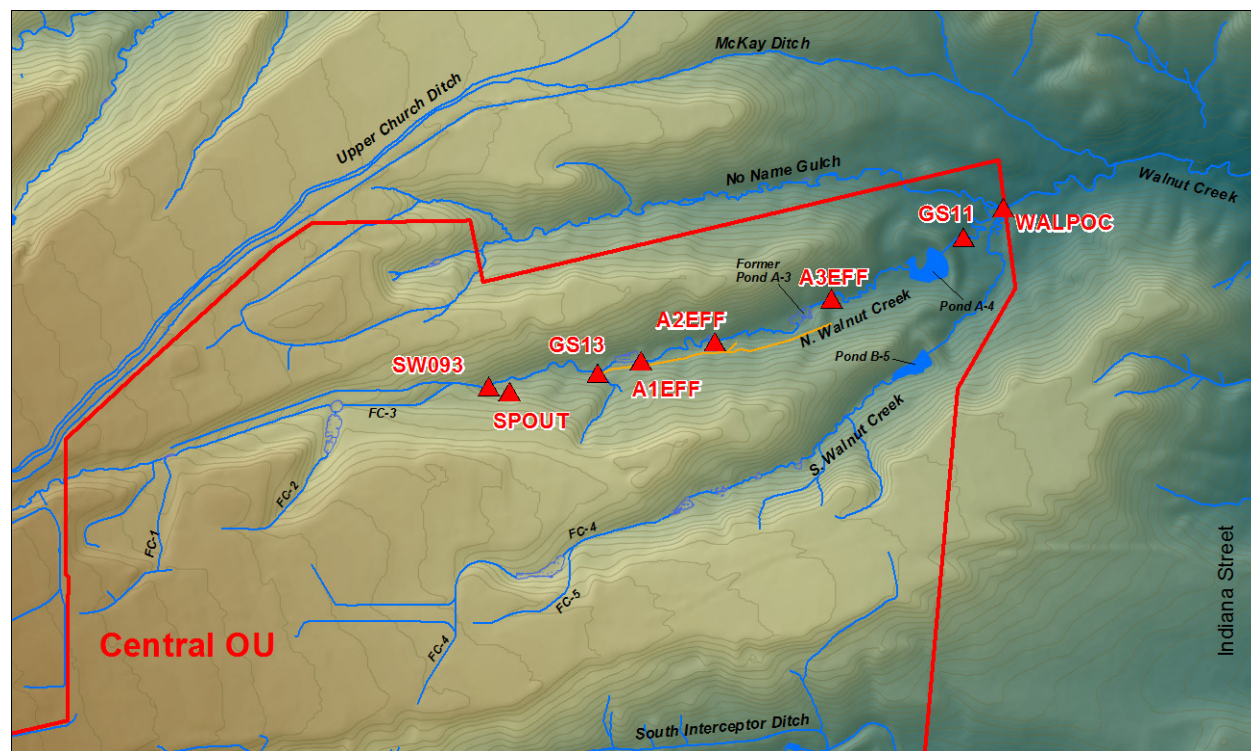 McKay Ditch
Upper Church Ditch
No Name Gulch
Walnut Creek
GS11
WALPOC
Former
Pond A-3
A3EFF
Pond A-4
N. Walnut Creek
A2EFF
GS13
Pond B-5
SW093
A1EFF
SPOUT
FC-3
S. Walnut Creek
FC-2
FC-1
FC-4
FC-5
Indiana Street
Central OU
FC-4
South Interceptor Ditch